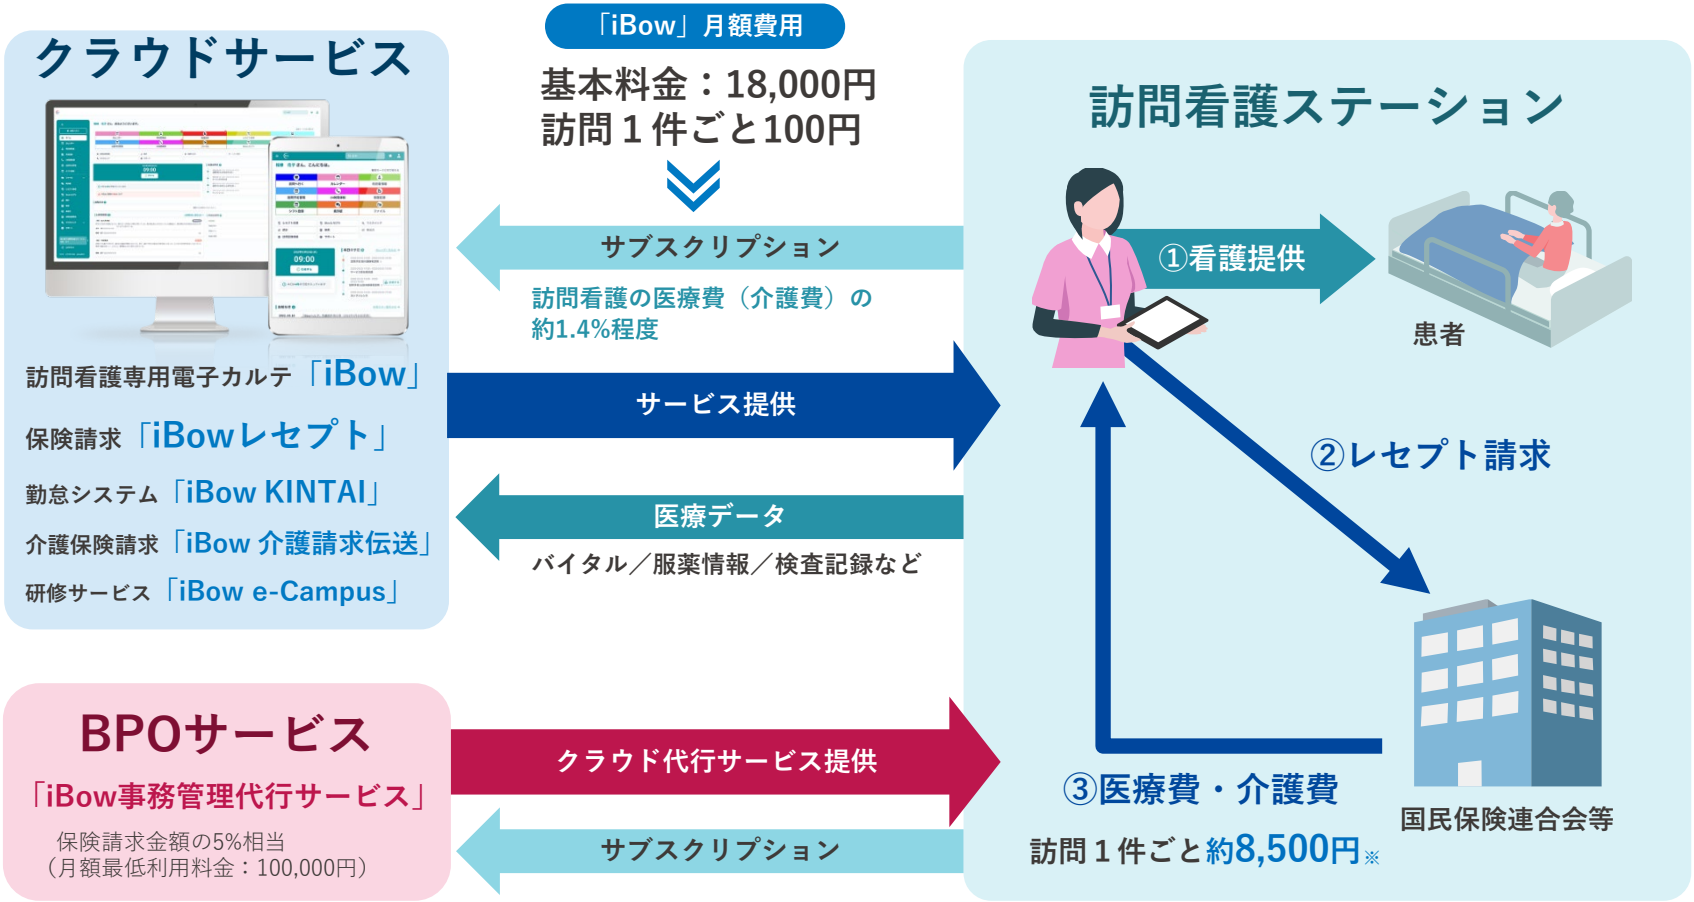 「iBow」月額費用
基本料金：18,000円
訪問１件ごと100円
クラウドサービス
09:00
09:00
訪問看護専用電子カルテ「iBow」
保険請求「iBowレセプト」
勤怠システム「iBow KINTAI」
介護保険請求「iBow 介護請求伝送」
研修サービス「iBow e-Campus」
サブスクリプション
訪問看護の医療費（介護費）の
約1.4%程度
サービス提供
医療データ
バイタル／服薬情報／検査記録など
訪問看護ステーション
①看護提供
患者
②レセプト請求
③医療費・介護費
訪問１件ごと約8,500円※
国民保険連合会等
BPOサービス
「iBow事務管理代行サービス」
保険請求金額の5%相当
（月額最低利用料金：100,000円）
クラウド代行サービス提供
サブスクリプション